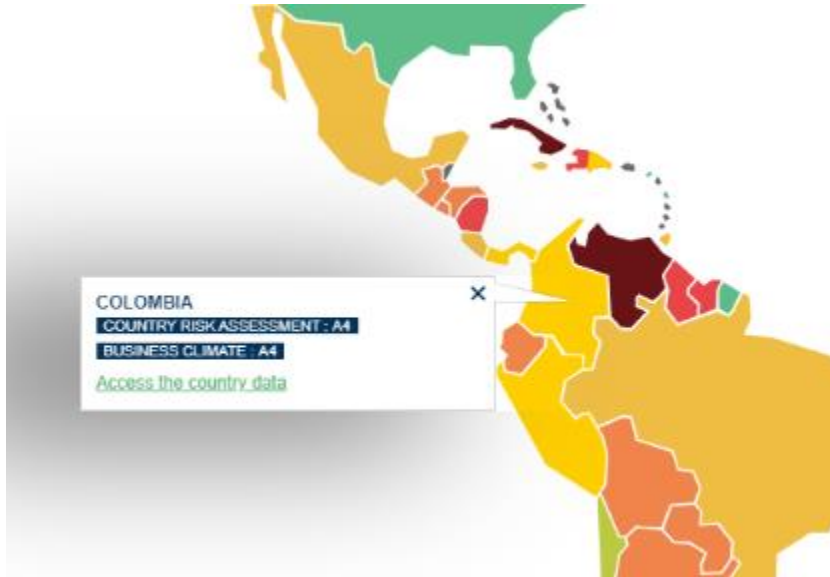 COLOMBIA
COUNTRY RISK ASSESSMENT : A4
BUSINESS CLIMATE : A4
Access the country data